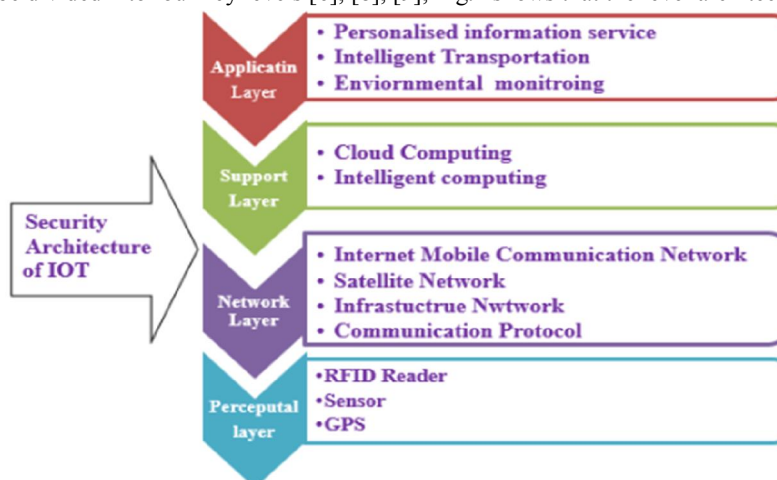 Security
Architecture
of IOT
Applicatin
Layer
• Personalised information service
• Intelligent Transportation
• Enviornmental monitroing
Support
Layer
• Cloud Computing
• Intelligent computing
Network
Layer
• Internet Mobile Communication Network
• Satellite Network
• Infrastuctrue Nwtwork
• Communication Protocol
Perceputal
layer
•RFID Reader
•Sensor
•GPS